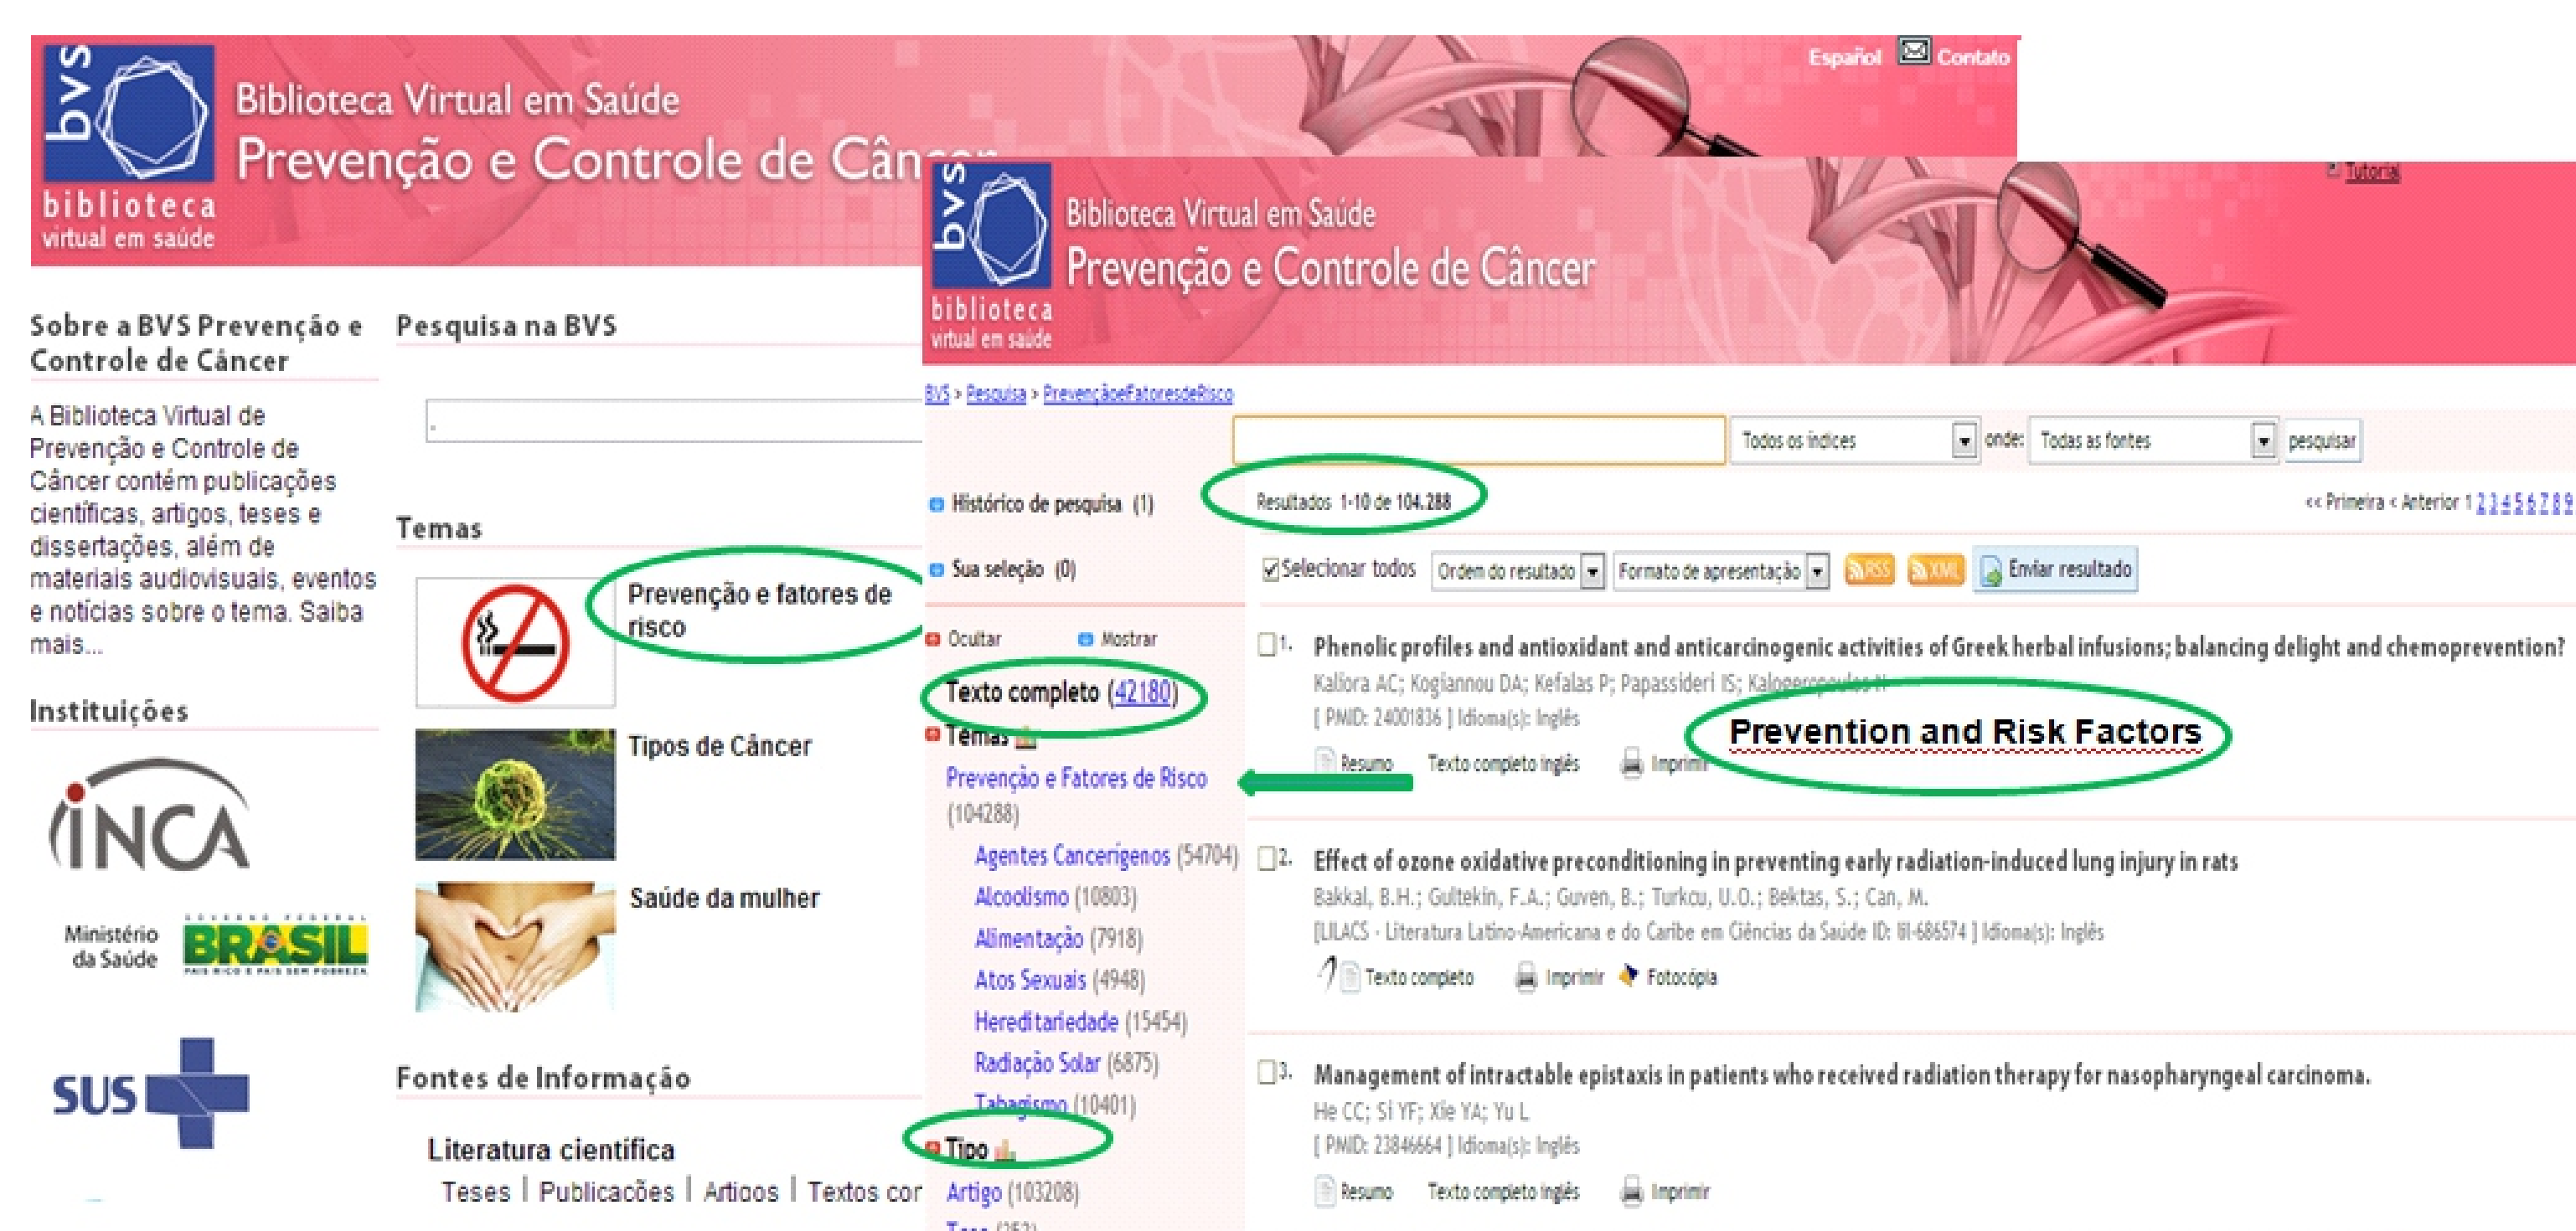 Español Contato
bvs
biblioteca
virtual em saúde
Biblioteca Virtual em Saúde
Prevenção e Controle de Cânc
Sobre a BVS Prevenção e
Controle de Câncer
A Biblioteca Virtual de
Prevenção e Controle de
Câncer contém publicações
científicas, artigos, teses e
dissertações, além de
materiais audiovisuais, eventos
e notícias sobre o tema. Saiba
mais...
Instituições
INCA
Ministério
da Saúde
GOVERNO FEDERAL
BRASIL
PAÍS RICO É PAÍS SEM POBREZA
SUS
Pesquisa na BVS
Temas
Prevenção e fatores de
risco
Tipos de Câncer
Saúde da mulher
Fontes de Informação
Literatura científica
Teses | Publicações | Artigos | Textos cor
Tutorial
bvs
biblioteca
virtual em saúde
Biblioteca Virtual em Saúde
Prevenção e Controle de Câncer
BVS > Pesquisa > PrevençãoeFatoresdeRisco
Todos os índices onde: Todas as fontes pesquisar
Histórico de pesquisa (1)
Sua seleção (0)
Ocultar Mostrar
Texto completo (42180)
Temas
Prevenção e Fatores de Risco
(104288)
Agentes Cancerígenos (54704)
Alcoolismo (10803)
Alimentação (7918)
Atos Sexuais (4948)
Hereditariedade (15454)
Radiação Solar (6875)
Tabagismo (10401)
Tipo
Artigo (103208)
Resultados 1-10 de 104.288
<< Primeira < Anterior 1 2 3 4 5 6 7 8 9
Selecionar todos Ordem do resultado Formato de apresentação RSS XML Enviar resultado
1. Phenolic profiles and antioxidant and anticarcinogenic activities of Greek herbal infusions; balancing delight and chemoprevention?
Kaliora AC; Kogiannou DA; Kefalas P; Papassideri IS; Kalogeropoulos N
[ PMID: 24001836 ] Idioma(s): Inglês
Prevention and Risk Factors
Resumo Texto completo inglês Imprimir
2. Effect of ozone oxidative preconditioning in preventing early radiation-induced lung injury in rats
Bakkal, B.H.; Gultekin, F.A.; Guven, B.; Turkcu, U.O.; Bektas, S.; Can, M.
[LILACS - Literatura Latino-Americana e do Caribe em Ciências da Saúde ID: lil-686574 ] Idioma(s): Inglês
Texto completo Imprimir Fotocópia
3. Management of intractable epistaxis in patients who received radiation therapy for nasopharyngeal carcinoma.
He CC; Si YF; Xie YA; Yu L
[ PMID: 23846664 ] Idioma(s): Inglês
Resumo Texto completo inglês Imprimir